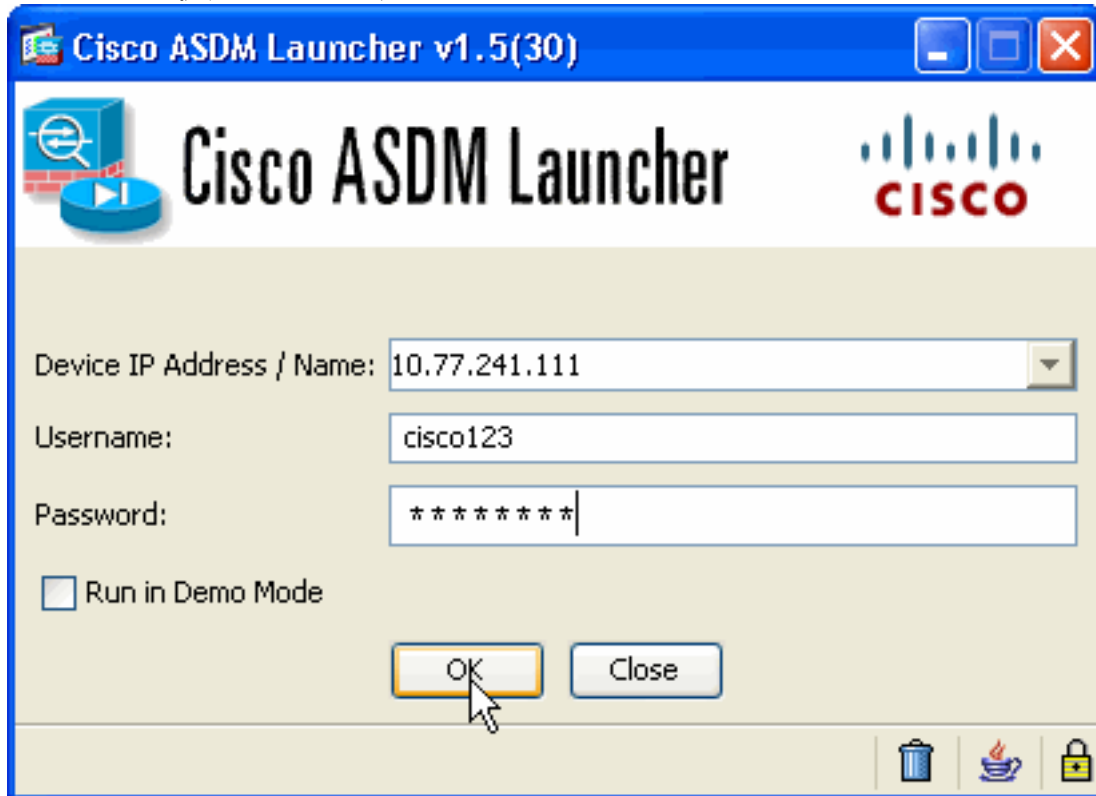 Cisco ASDM Launcher v1.5(30)
Cisco ASDM Launcher
CISCO
Device IP Address / Name: 10.77.241.111
Username: cisco123
Password: ********
Run in Demo Mode
OK Close